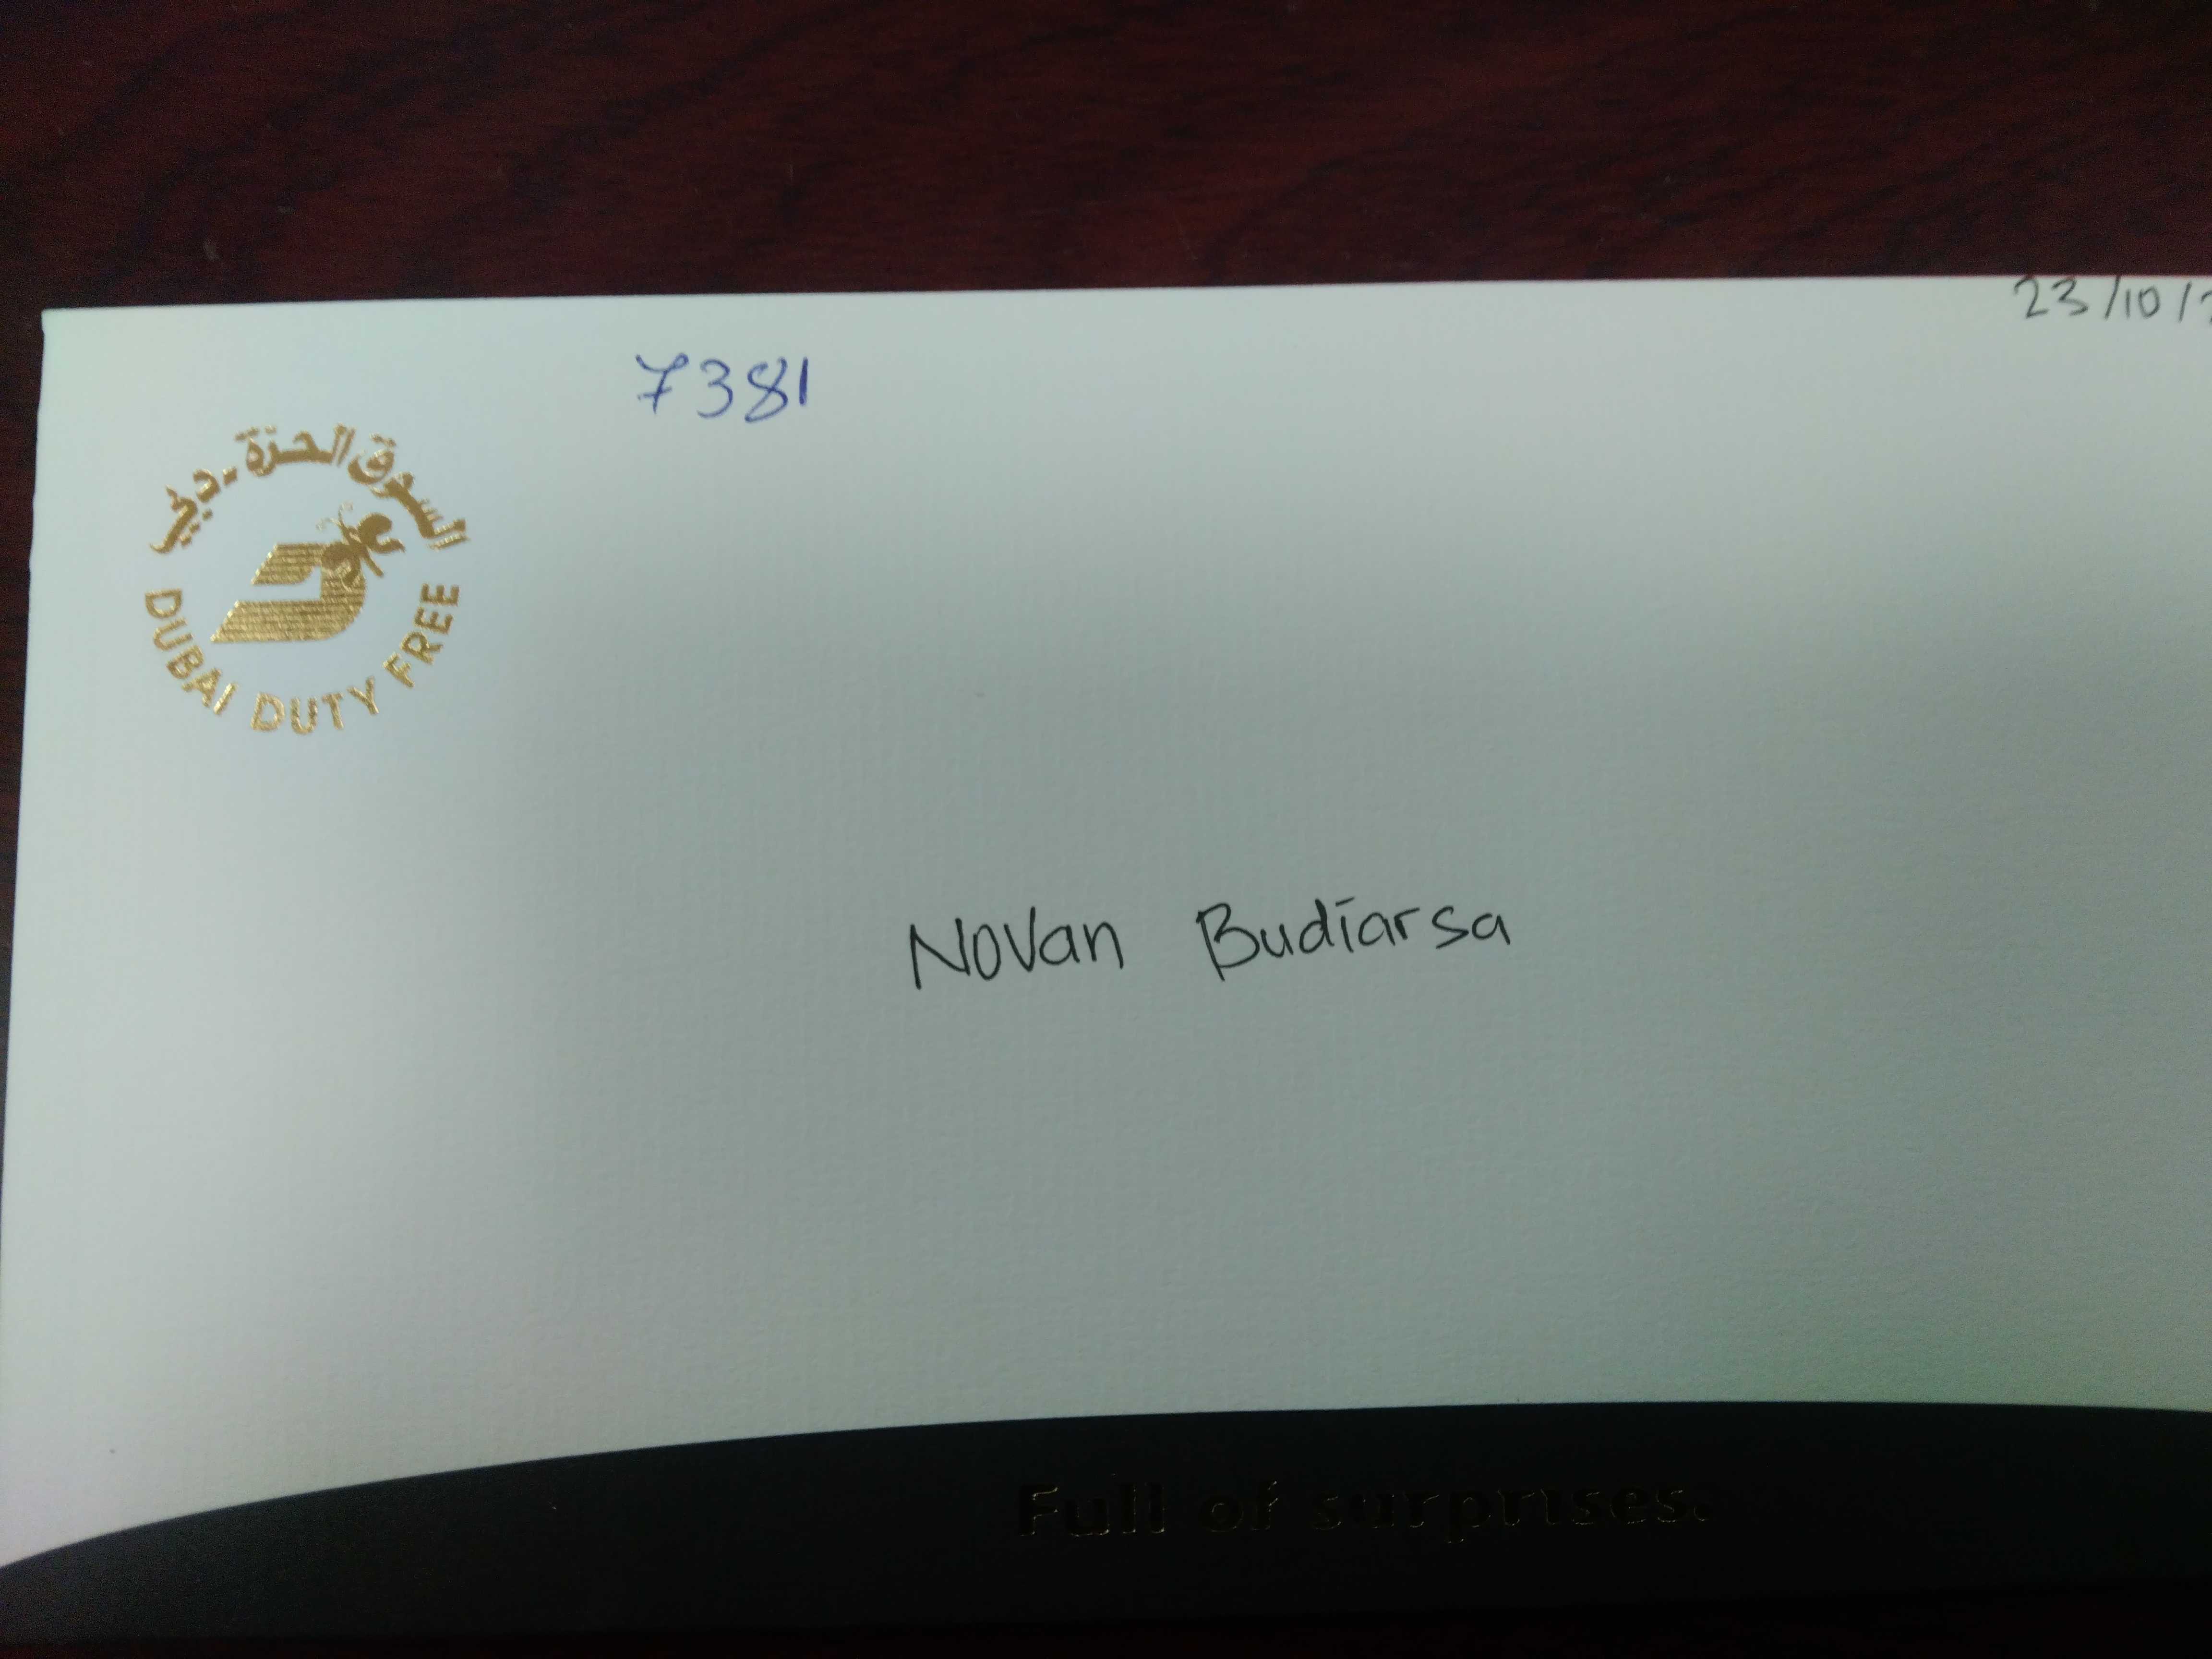 23/10/
7381
السوق الحرة - دبي
DUBAI DUTY FREE
Novan Budiarsa
Full of surprises.